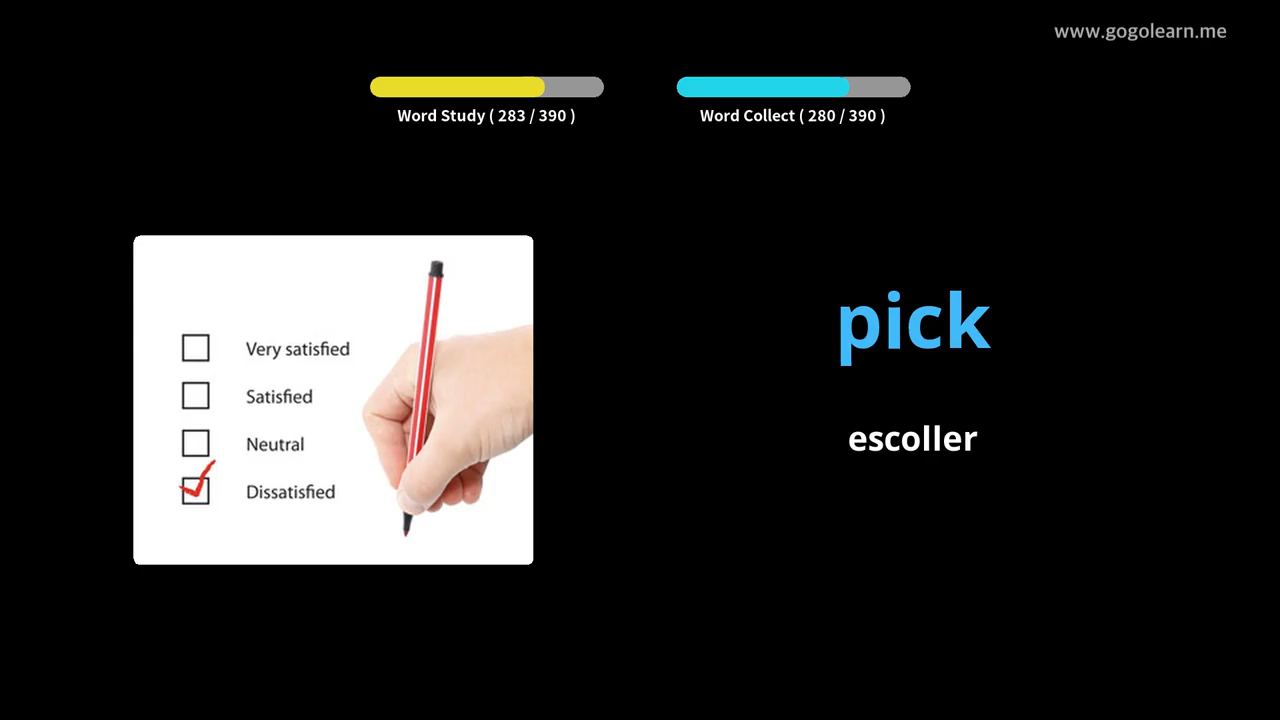 www.gogolearn.me
Word Study ( 283 / 390 )
Word Collect ( 280 / 390 )
Very satisfied
Satisfied
Neutral
Dissatisfied
pick
escoller